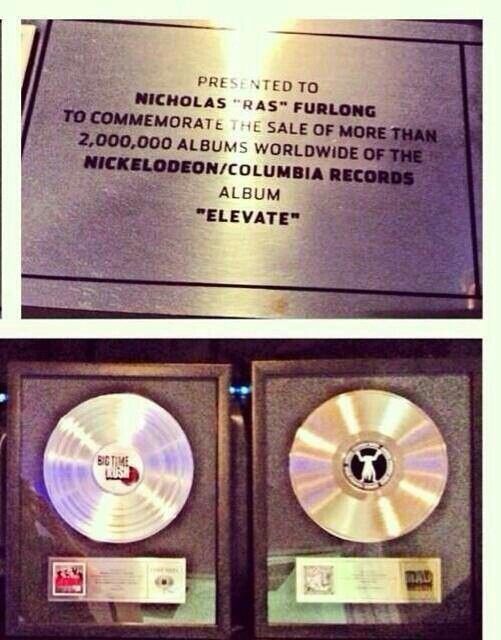 PRESENTED TO
NICHOLAS "RAS" FURLONG
TO COMMEMORATE THE SALE OF MORE THAN
2,000,000 ALBUMS WORLDWIDE OF THE
NICKELODEON/COLUMBIA RECORDS
ALBUM
"ELEVATE"
BIG TIME
RUSH